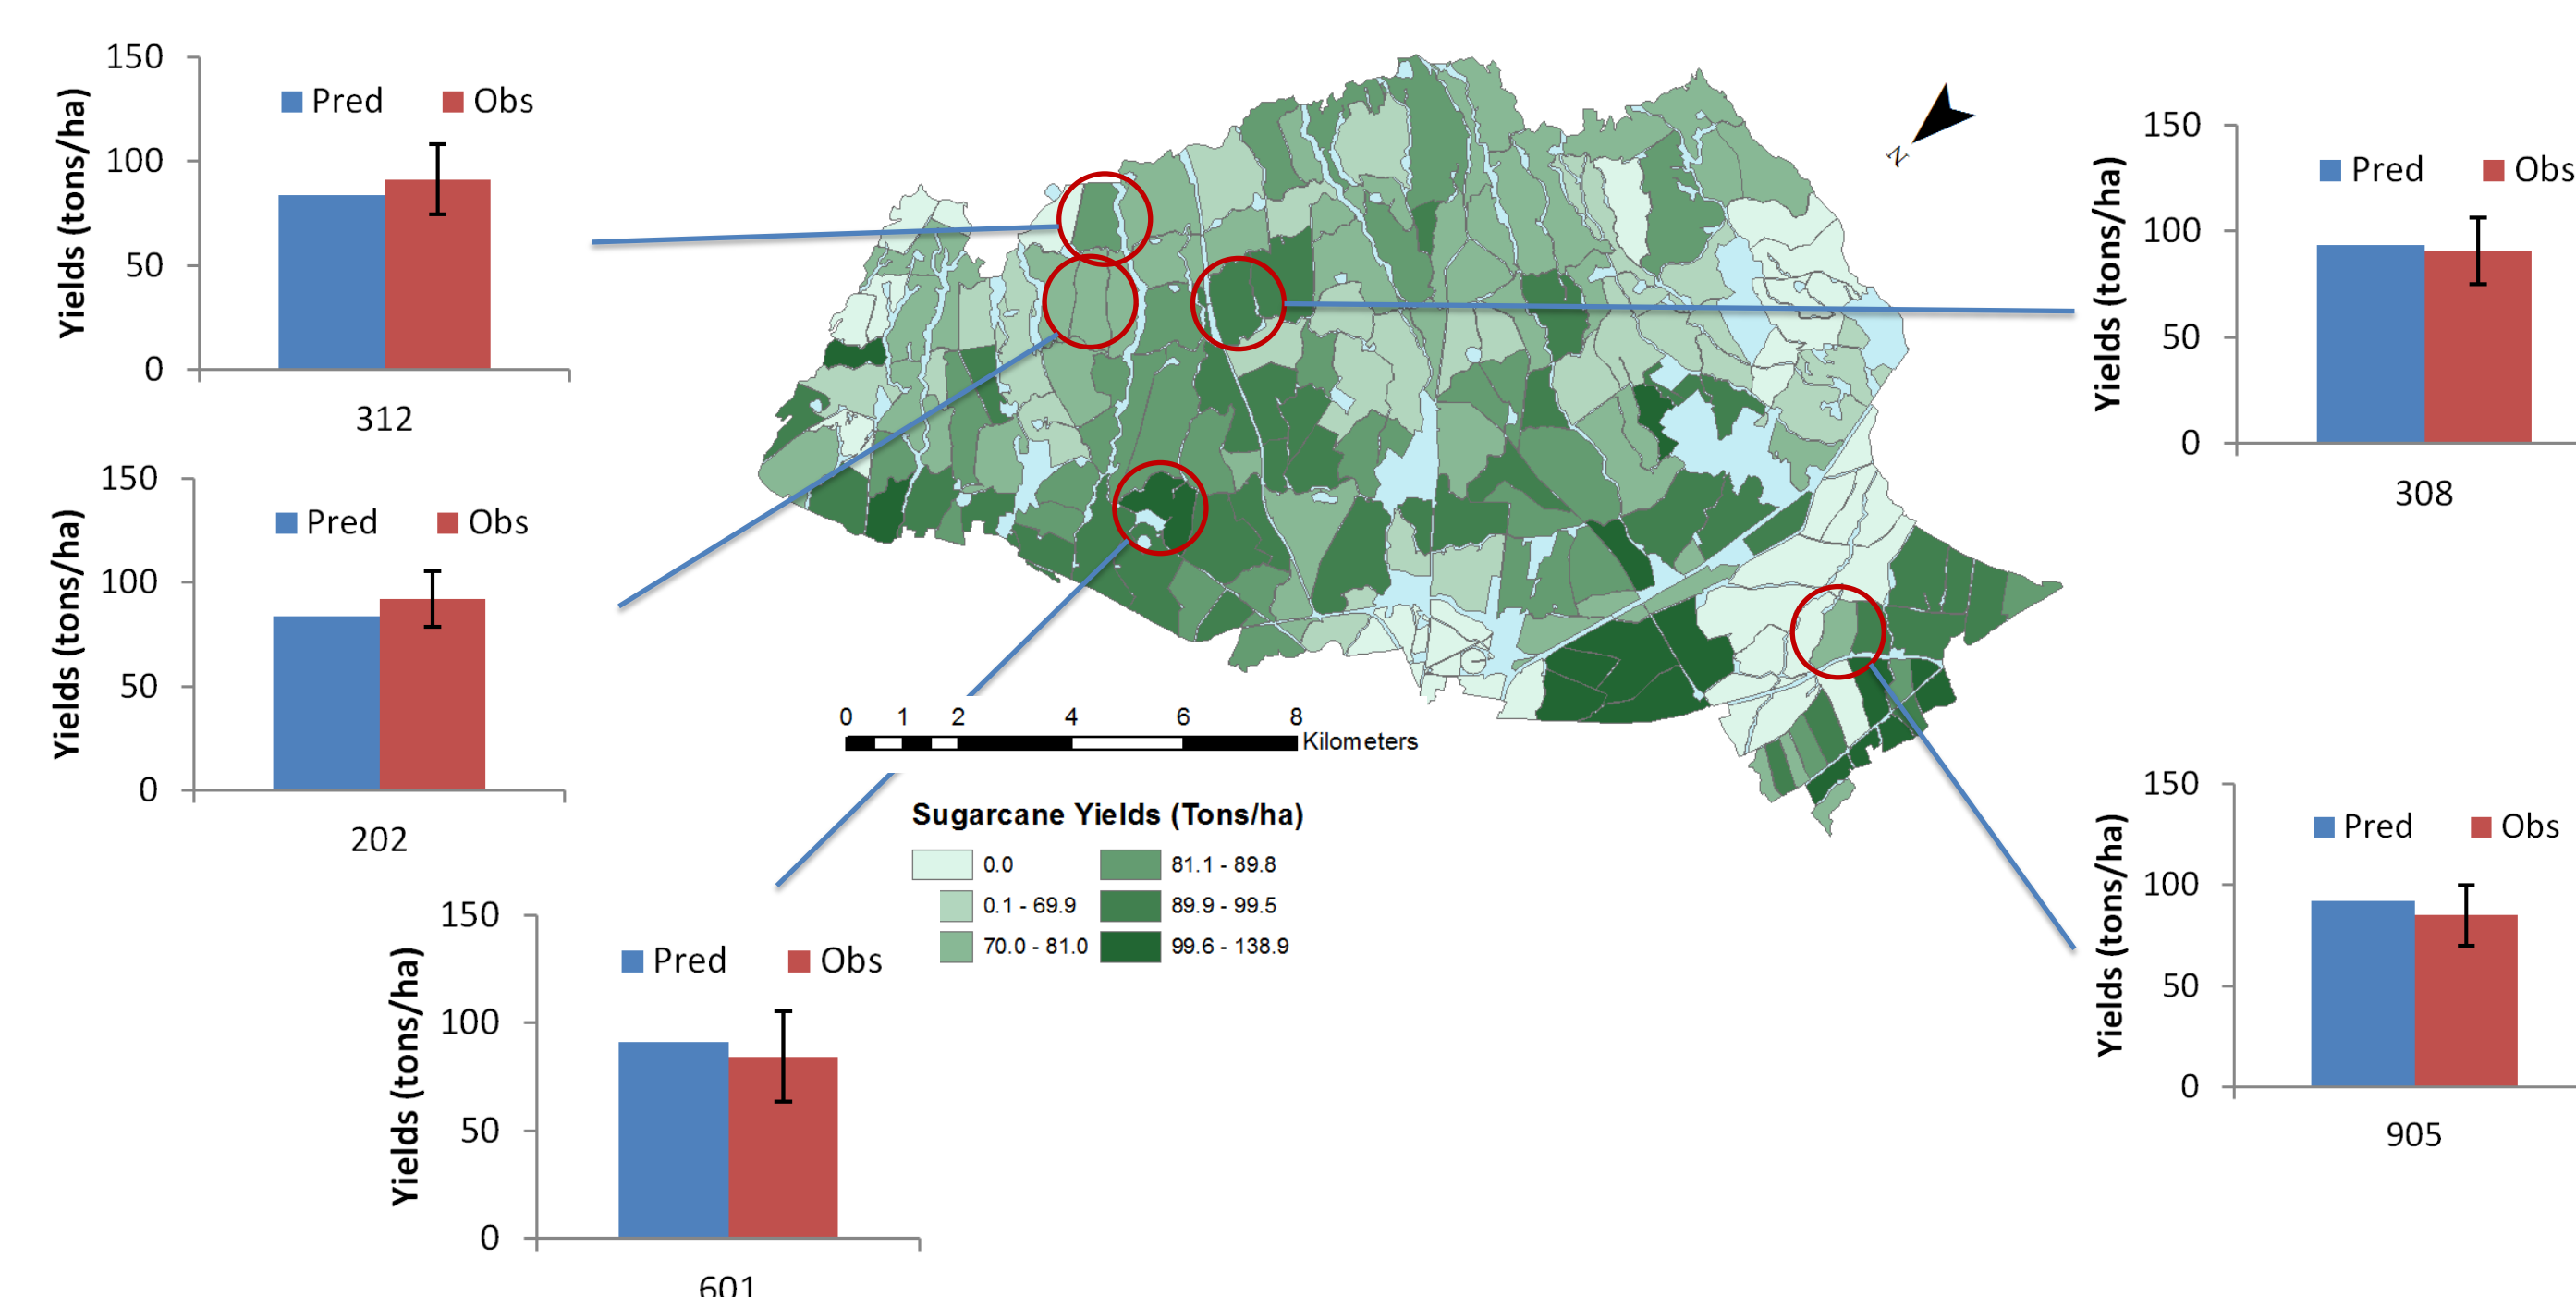 Yields (tons/ha)
150
100
50
0
Pred Obs
312
Yields (tons/ha)
150
100
50
0
Pred Obs
202
Yields (tons/ha)
150
100
50
0
Pred Obs
601
N
0 1 2 4 6 8
Kilometers
Sugarcane Yields (Tons/ha)
0.0
0.1 - 69.9
70.0 - 81.0
81.1 - 89.8
89.9 - 99.5
99.6 - 138.9
Yields (tons/ha)
150
100
50
0
Pred Obs
308
Yields (tons/ha)
150
100
50
0
Pred Obs
905